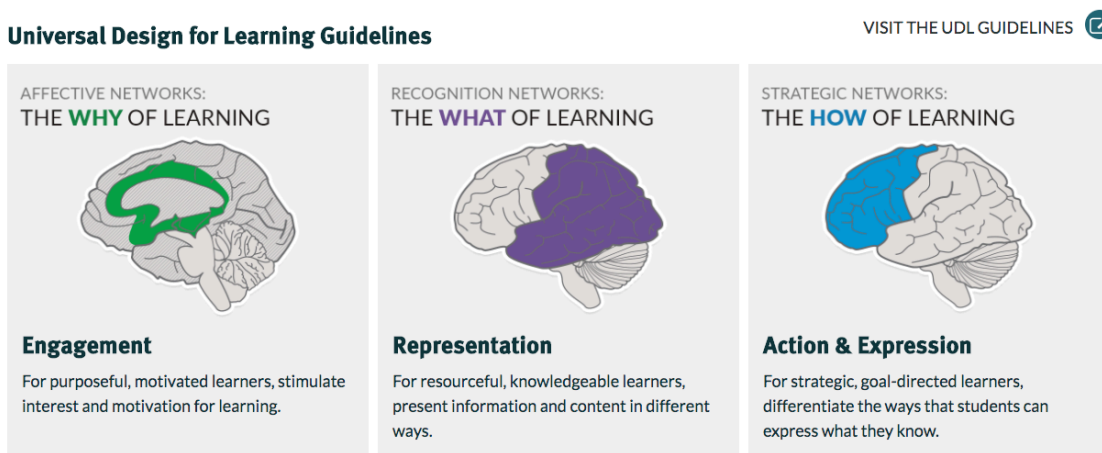 Universal Design for Learning Guidelines
VISIT THE UDL GUIDELINES
AFFECTIVE NETWORKS:
THE WHY OF LEARNING
Engagement
For purposeful, motivated learners, stimulate
interest and motivation for learning.
RECOGNITION NETWORKS:
THE WHAT OF LEARNING
Representation
For resourceful, knowledgeable learners,
present information and content in different
ways.
STRATEGIC NETWORKS:
THE HOW OF LEARNING
Action & Expression
For strategic, goal-directed learners,
differentiate the ways that students can
express what they know.